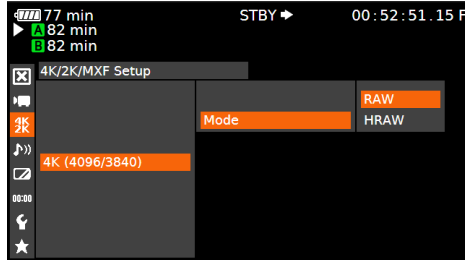 77 min
STBY
00:52:51.15 F
A 82 min
B 82 min
4K/2K/MXF Setup
4K
2K
RAW
Mode
HRAW
4K (4096/3840)
00:00